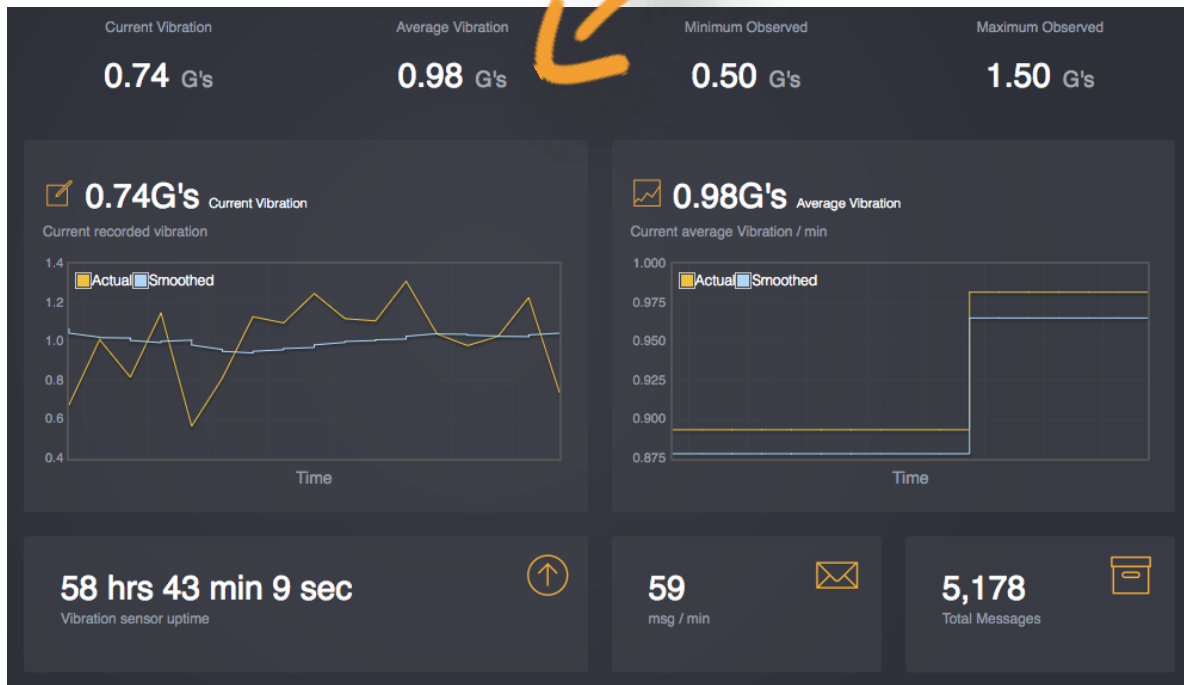 Current Vibration Average Vibration Minimum Observed Maximum Observed
0.74 G's 0.98 G's 0.50 G's 1.50 G's
0.74G's Current Vibration
Current recorded vibration
Actual Smoothed
1.4
1.2
1.0
0.8
0.6
0.4
Time
0.98G's Average Vibration
Current average Vibration / min
Actual Smoothed
1.000
0.975
0.950
0.925
0.900
0.875
Time
58 hrs 43 min 9 sec
Vibration sensor uptime
59
msg / min
5,178
Total Messages